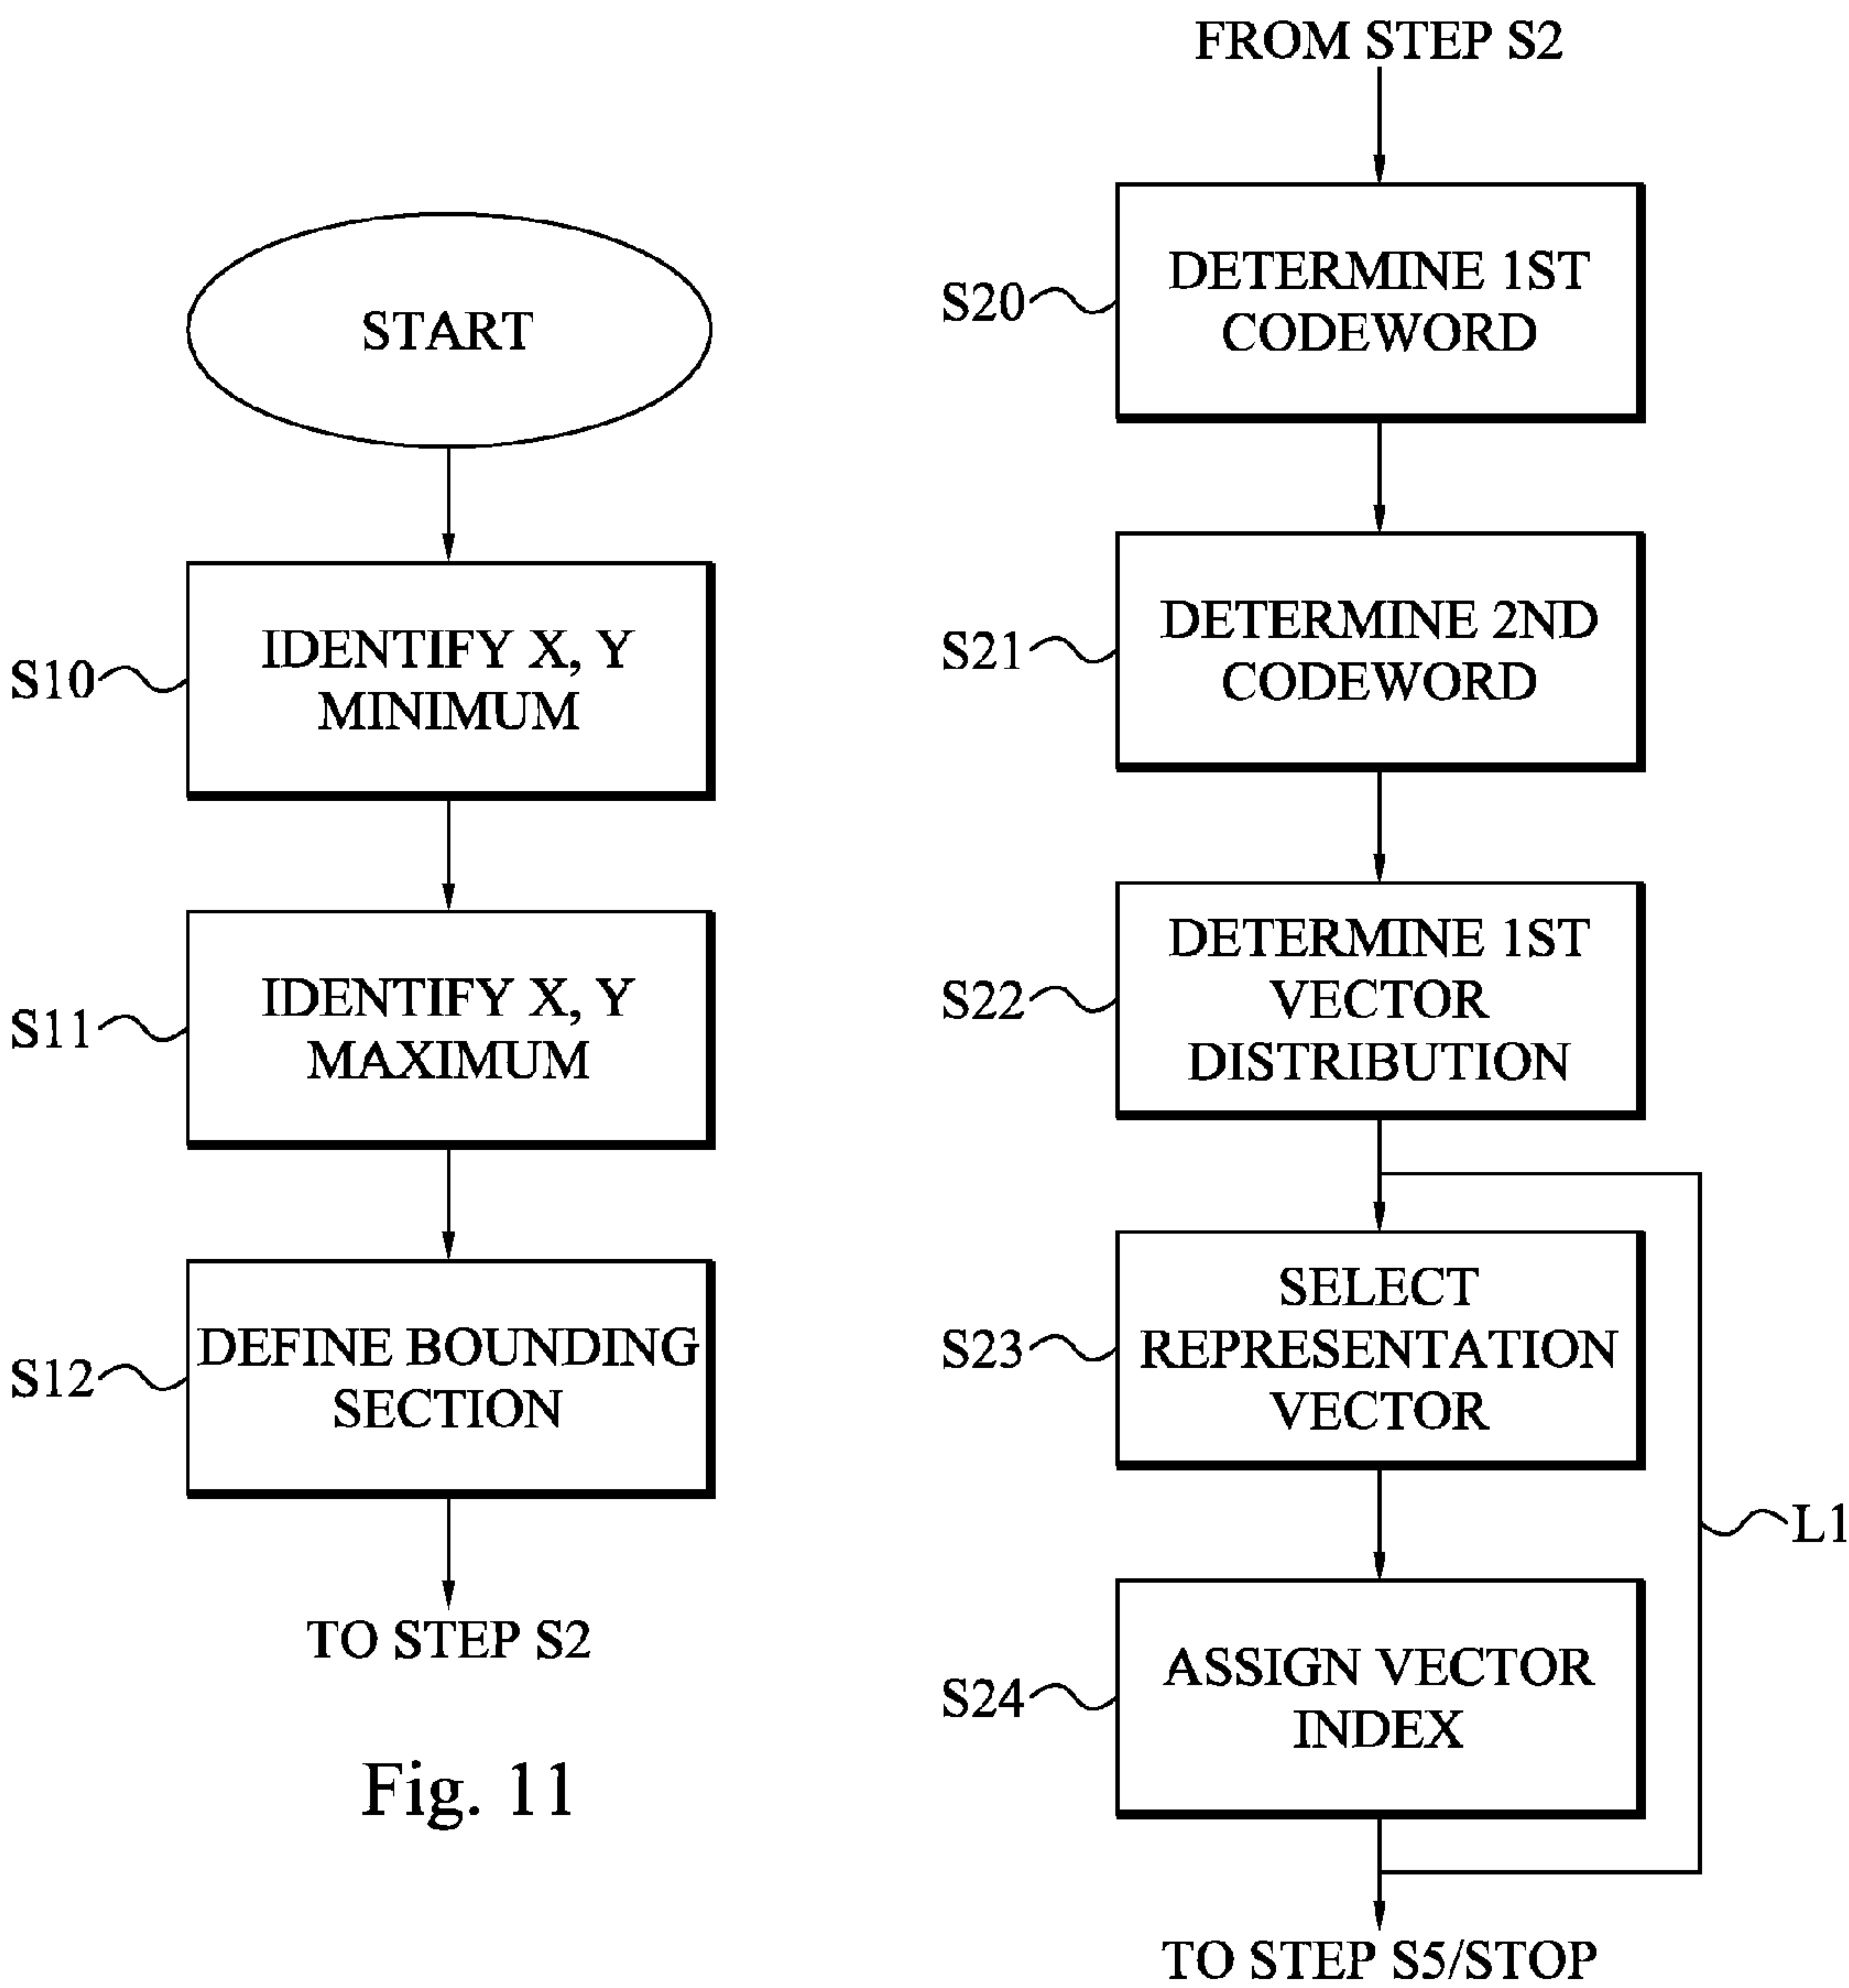 START
S10
IDENTIFY X, Y
MINIMUM
S11
IDENTIFY X, Y
MAXIMUM
S12
DEFINE BOUNDING
SECTION
TO STEP S2
Fig. 11
FROM STEP S2
S20
DETERMINE 1ST
CODEWORD
S21
DETERMINE 2ND
CODEWORD
S22
DETERMINE 1ST
VECTOR
DISTRIBUTION
S23
SELECT
REPRESENTATION
VECTOR
L1
S24
ASSIGN VECTOR
INDEX
TO STEP S5/STOP